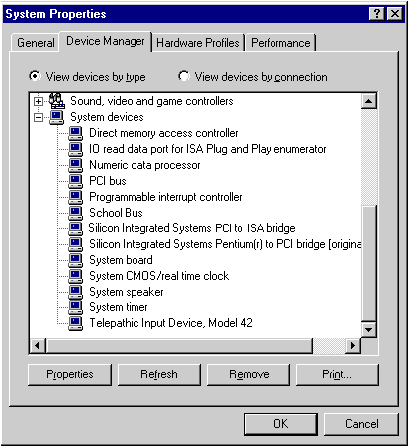 System Properties
General Device Manager Hardware Profiles Performance
View devices by type View devices by connection
Sound, video and game controllers
System devices
Direct memory access controller
IO read data port for ISA Plug and Play enumerator
Numeric data processor
PCI bus
Programmable interrupt controller
School Bus
Silicon Integrated Systems PCI to ISA bridge
Silicon Integrated Systems Pentium(r) to PCI bridge [origina
System board
System CMOS/real time clock
System speaker
System timer
Telepathic Input Device, Model 42
Properties Refresh Remove Print...
OK Cancel